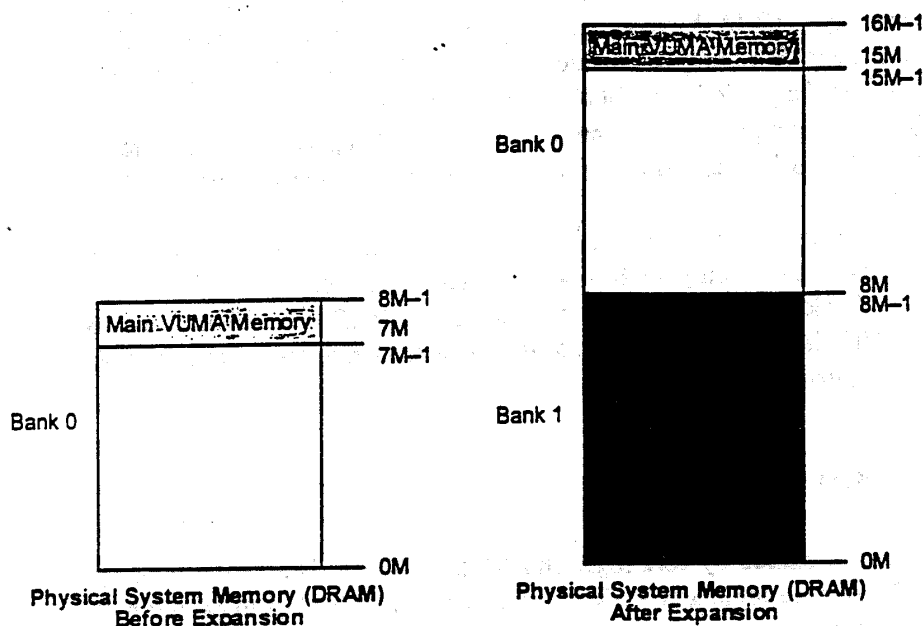 Bank 0
Main VUMA Memory
8M–1
7M
7M–1
0M
Physical System Memory (DRAM)
Before Expansion
Bank 0
Bank 1
Main VUMA Memory
16M–1
15M
15M–1
8M
8M–1
0M
Physical System Memory (DRAM)
After Expansion